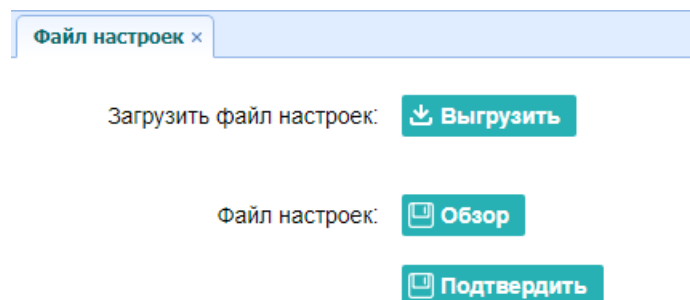 Файл настроек ×
Загрузить файл настроек: Выгрузить
Файл настроек: Обзор
Подтвердить